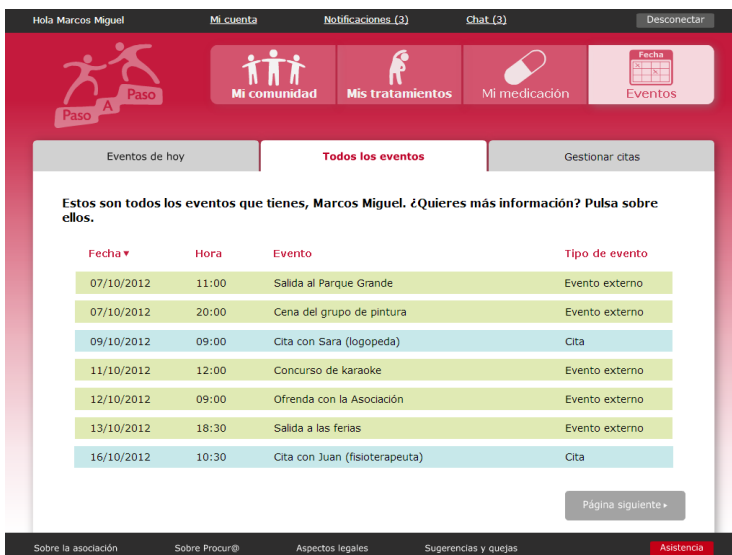 Hola Marcos Miguel Mi cuenta Notificaciones (3) Chat (3) Desconectar
Paso A Paso
Mi comunidad Mis tratamientos Mi medicación Fecha Eventos
Eventos de hoy Todos los eventos Gestionar citas
Estos son todos los eventos que tienes, Marcos Miguel. ¿Quieres más información? Pulsa sobre
ellos.
Fecha▼ Hora Evento Tipo de evento
07/10/2012 11:00 Salida al Parque Grande Evento externo
07/10/2012 20:00 Cena del grupo de pintura Evento externo
09/10/2012 09:00 Cita con Sara (logopeda) Cita
11/10/2012 12:00 Concurso de karaoke Evento externo
12/10/2012 09:00 Ofrenda con la Asociación Evento externo
13/10/2012 18:30 Salida a las ferias Evento externo
16/10/2012 10:30 Cita con Juan (fisioterapeuta) Cita
Página siguiente ▸
Sobre la asociación Sobre Procur@ Aspectos legales Sugerencias y quejas Asistencia